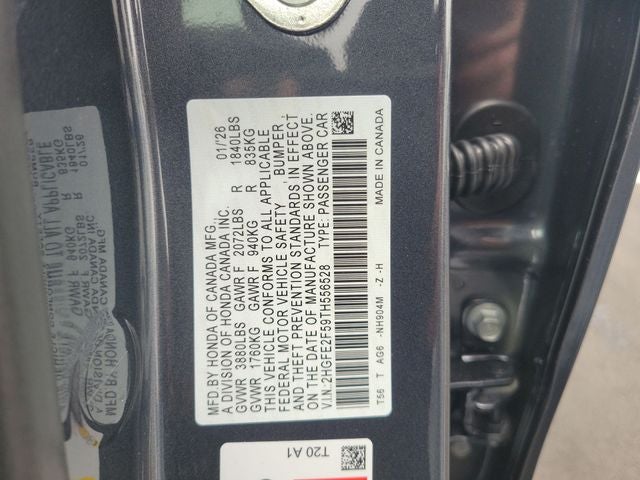 MFD.BY HONDA OF CANADA MFG., 01/'26
A DIVISION OF HONDA CANADA INC.
GVWR 3880LBS GAWR F 2072LBS R 1840LBS
GVWR 1760KG GAWR F 940KG R 835KG
THIS VEHICLE CONFORMS TO ALL APPLICABLE
FEDERAL MOTOR VEHICLE SAFETY , BUMPER,
AND THEFT PREVENTION STANDARDS IN EFFECT
ON THE DATE OF MANUFACTURE SHOWN ABOVE.
V.I.N.:2HGFE2F59TH556528 TYPE: PASSENGER CAR
T56 T AG6 -NH904M -Z -H MADE IN CANADA
T20 A1